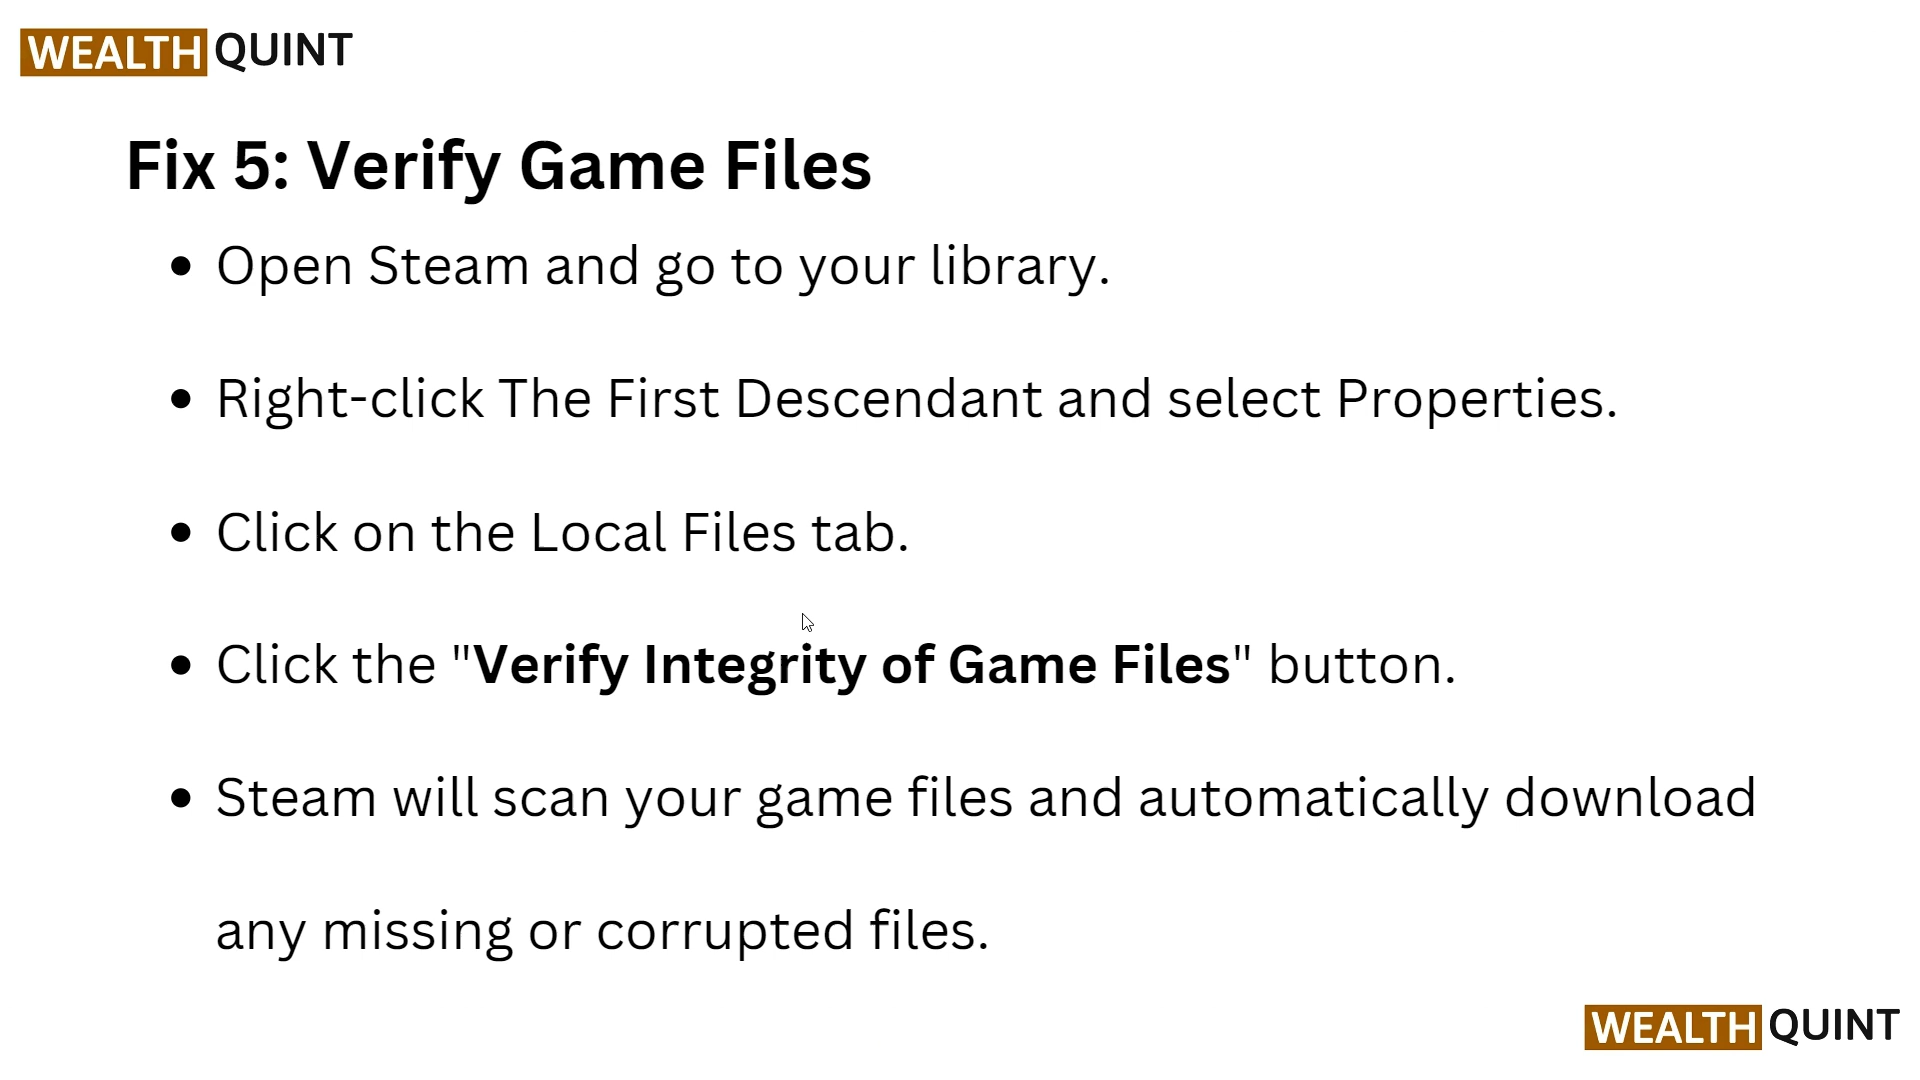 WEALTH QUINT
Fix 5: Verify Game Files
• Open Steam and go to your library.
• Right-click The First Descendant and select Properties.
• Click on the Local Files tab.
• Click the "Verify Integrity of Game Files" button.
• Steam will scan your game files and automatically download
any missing or corrupted files.
WEALTH QUINT